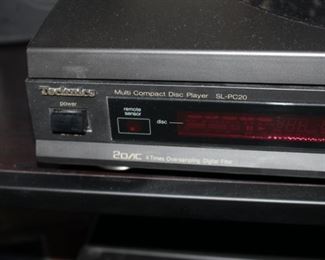 Technics
Multi Compact Disc Player SL-PC20
power
remote
sensor
disc
2DAC 4 Times Oversampling Digital Filter